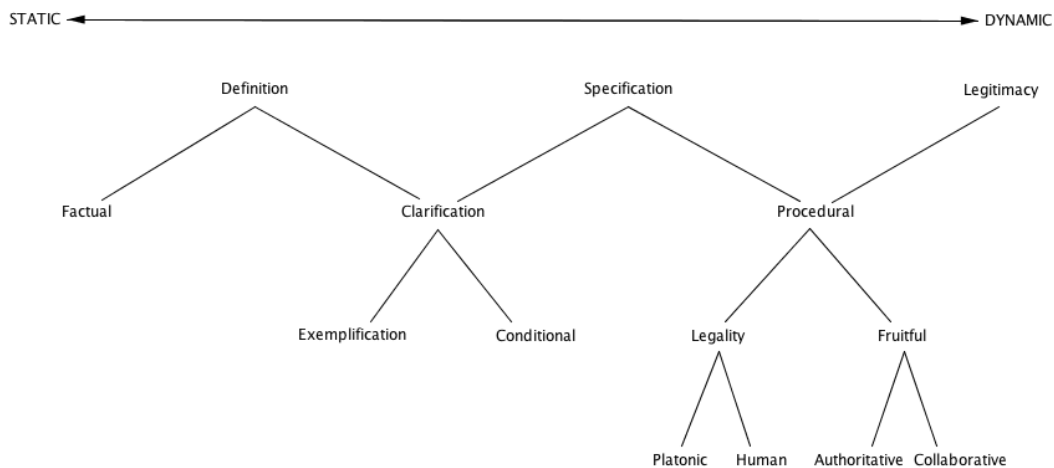 STATIC DYNAMIC
Definition Specification Legitimacy
Factual Clarification Procedural
Exemplification Conditional Legality Fruitful
Platonic Human Authoritative Collaborative